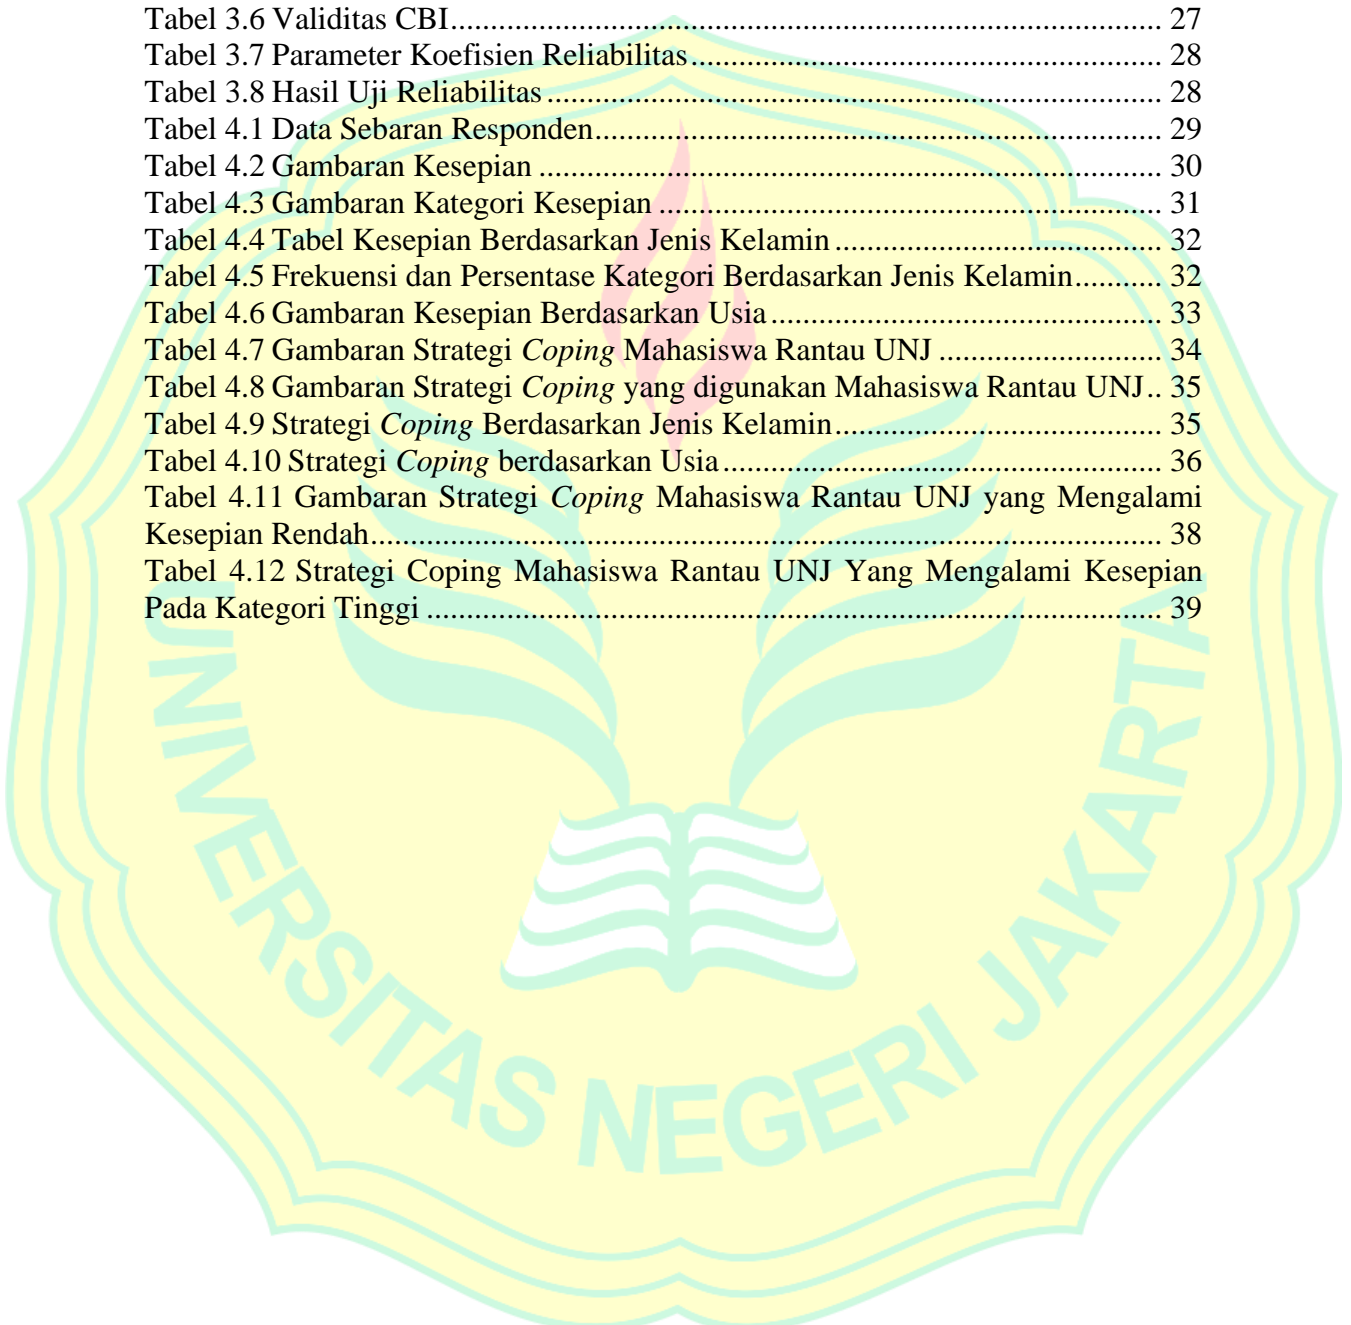 Tabel 3.6 Validitas CBI.................................................................................. 27
Tabel 3.7 Parameter Koefisien Reliabilitas.................................................... 28
Tabel 3.8 Hasil Uji Reliabilitas...................................................................... 28
Tabel 4.1 Data Sebaran Responden................................................................ 29
Tabel 4.2 Gambaran Kesepian....................................................................... 30
Tabel 4.3 Gambaran Kategori Kesepian........................................................ 31
Tabel 4.4 Tabel Kesepian Berdasarkan Jenis Kelamin................................... 32
Tabel 4.5 Frekuensi dan Persentase Kategori Berdasarkan Jenis Kelamin........... 32
Tabel 4.6 Gambaran Kesepian Berdasarkan Usia........................................... 33
Tabel 4.7 Gambaran Strategi Coping Mahasiswa Rantau UNJ........................... 34
Tabel 4.8 Gambaran Strategi Coping yang digunakan Mahasiswa Rantau UNJ.. 35
Tabel 4.9 Strategi Coping Berdasarkan Jenis Kelamin.................................... 35
Tabel 4.10 Strategi Coping berdasarkan Usia................................................. 36
Tabel 4.11 Gambaran Strategi Coping Mahasiswa Rantau UNJ yang Mengalami
Kesepian Rendah........................................................................................... 38
Tabel 4.12 Strategi Coping Mahasiswa Rantau UNJ Yang Mengalami Kesepian
Pada Kategori Tinggi..................................................................................... 39
UNIVERSITAS NEGERI JAKARTA